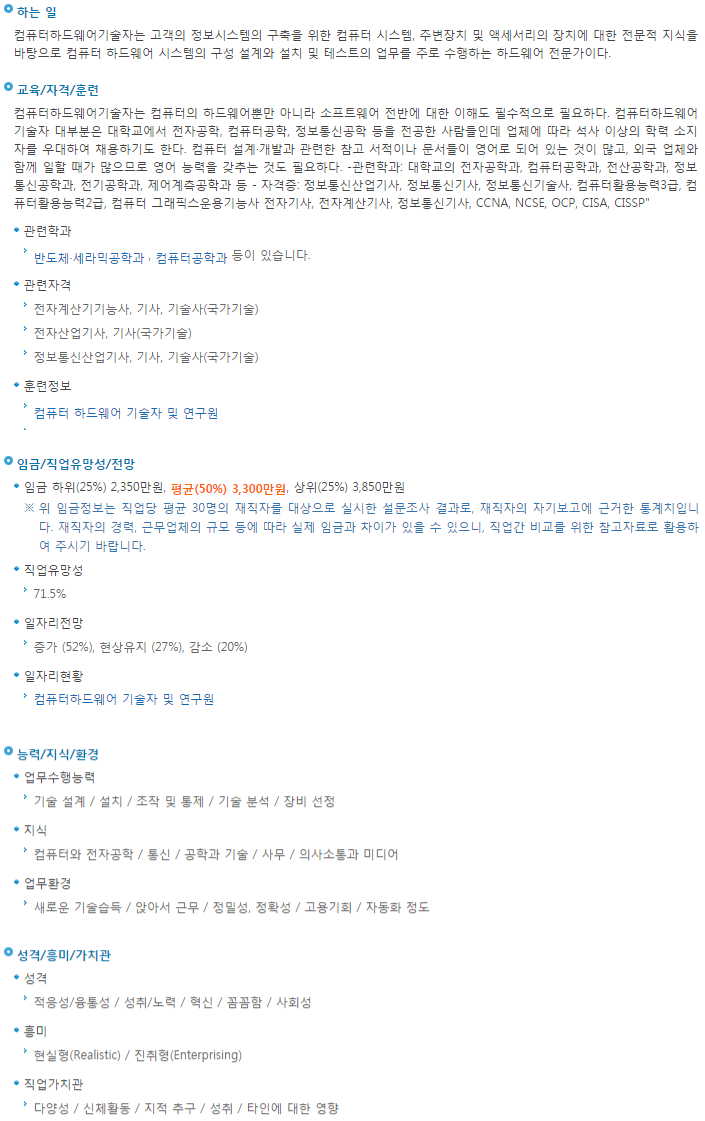 하는 일
컴퓨터하드웨어기술자는 고객의 정보시스템의 구축을 위한 컴퓨터 시스템, 주변장치 및 액세서리의 장치에 대한 전문적 지식을
바탕으로 컴퓨터 하드웨어 시스템의 구성 설계와 설치 및 테스트의 업무를 주로 수행하는 하드웨어 전문가이다.
교육/자격/훈련
컴퓨터하드웨어기술자는 컴퓨터의 하드웨어뿐만 아니라 소프트웨어 전반에 대한 이해도 필수적으로 필요하다. 컴퓨터하드웨어
기술자 대부분은 대학교에서 전자공학, 컴퓨터공학, 정보통신공학 등을 전공한 사람들인데 업체에 따라 석사 이상의 학력 소지
자를 우대하여 채용하기도 한다. 컴퓨터 설계·개발과 관련한 참고 서적이나 문서들이 영어로 되어 있는 것이 많고, 외국 업체와
함께 일할 때가 많으므로 영어 능력을 갖추는 것도 필요하다. -관련학과: 대학교의 전자공학과, 컴퓨터공학과, 전산공학과, 정보
통신공학과, 전기공학과, 제어계측공학과 등 - 자격증: 정보통신산업기사, 정보통신기사, 정보통신기술사, 컴퓨터활용능력3급, 컴
퓨터활용능력2급, 컴퓨터 그래픽스운용기능사 전자기사, 전자계산기사, 정보통신기사, CCNA, NCSE, OCP, CISA, CISSP"
관련학과
반도체·세라믹공학과 , 컴퓨터공학과 등이 있습니다.
관련자격
전자계산기기능사, 기사, 기술사(국가기술)
전자산업기사, 기사(국가기술)
정보통신산업기사, 기사, 기술사(국가기술)
훈련정보
컴퓨터 하드웨어 기술자 및 연구원
임금/직업유망성/전망
임금 하위(25%) 2,350만원, 평균(50%) 3,300만원, 상위(25%) 3,850만원
※ 위 임금정보는 직업당 평균 30명의 재직자를 대상으로 실시한 설문조사 결과로, 재직자의 자기보고에 근거한 통계치입니
다. 재직자의 경력, 근무업체의 규모 등에 따라 실제 임금과 차이가 있을 수 있으니, 직업간 비교를 위한 참고자료로 활용하
여 주시기 바랍니다.
직업유망성
71.5%
일자리전망
증가 (52%), 현상유지 (27%), 감소 (20%)
일자리현황
컴퓨터하드웨어 기술자 및 연구원
능력/지식/환경
업무수행능력
기술 설계 / 설치 / 조작 및 통제 / 기술 분석 / 장비 선정
지식
컴퓨터와 전자공학 / 통신 / 공학과 기술 / 사무 / 의사소통과 미디어
업무환경
새로운 기술습득 / 앉아서 근무 / 정밀성, 정확성 / 고용기회 / 자동화 정도
성격/흥미/가치관
성격
적응성/융통성 / 성취/노력 / 혁신 / 꼼꼼함 / 사회성
흥미
현실형(Realistic) / 진취형(Enterprising)
직업가치관
다양성 / 신체활동 / 지적 추구 / 성취 / 타인에 대한 영향